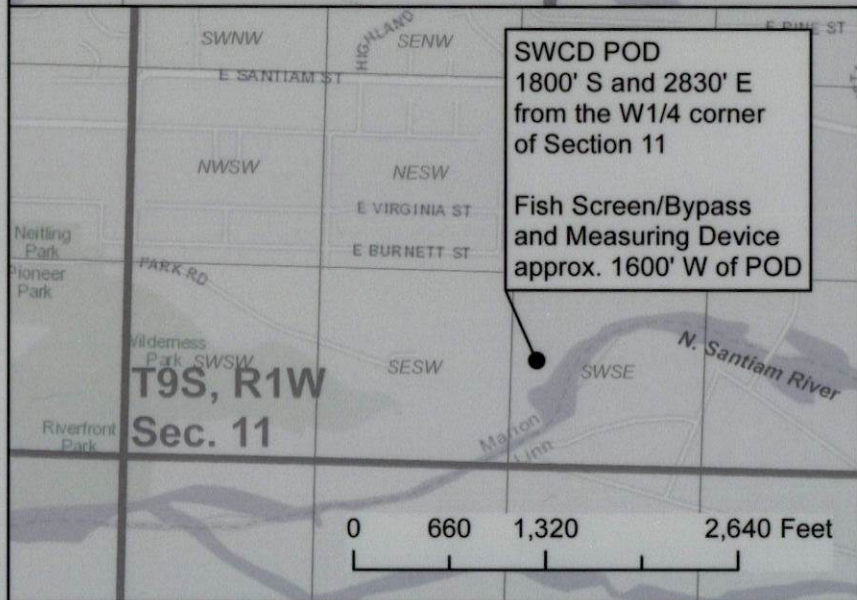 SWNW
HIGHLAND
SENW
E PINE ST
E SANTIAM ST
SWCD POD
1800' S and 2830' E
from the W1/4 corner
of Section 11
Fish Screen/Bypass
and Measuring Device
approx. 1600' W of POD
NWSW
NESW
E VIRGINIA ST
E BURNETT ST
Neitling
Park
Pioneer
Park
PARK RD
Wilderness
Park
SWSW
SESW
SWSE
N. Santiam River
T9S, R1W
Sec. 11
Riverfront
Park
Marion
Linn
0 660 1,320 2,640 Feet